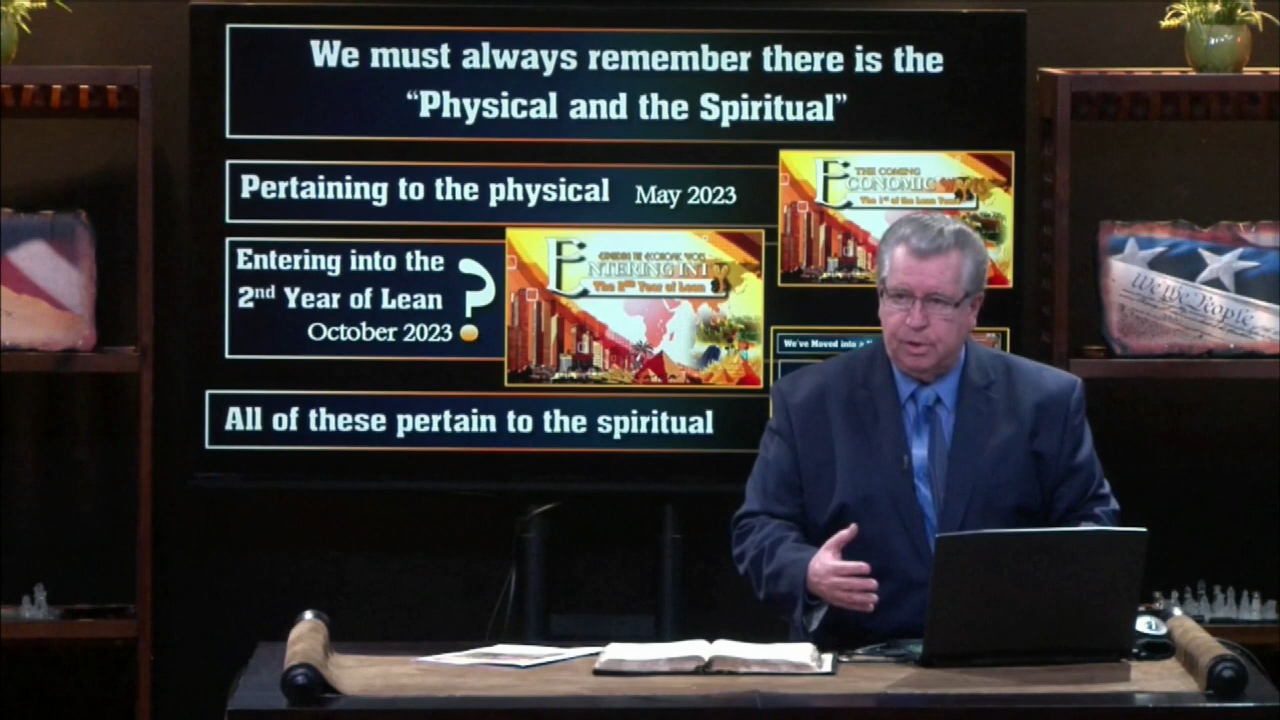 We must always remember there is the
“Physical and the Spiritual”
Pertaining to the physical May 2023
THE COMING
ECONOMIC
The 1st of the Lean
Entering into the
2nd Year of Lean ?
October 2023
ENTERING INT
The 2nd Year of Lean
We've Moved into a
All of these pertain to the spiritual
We the People